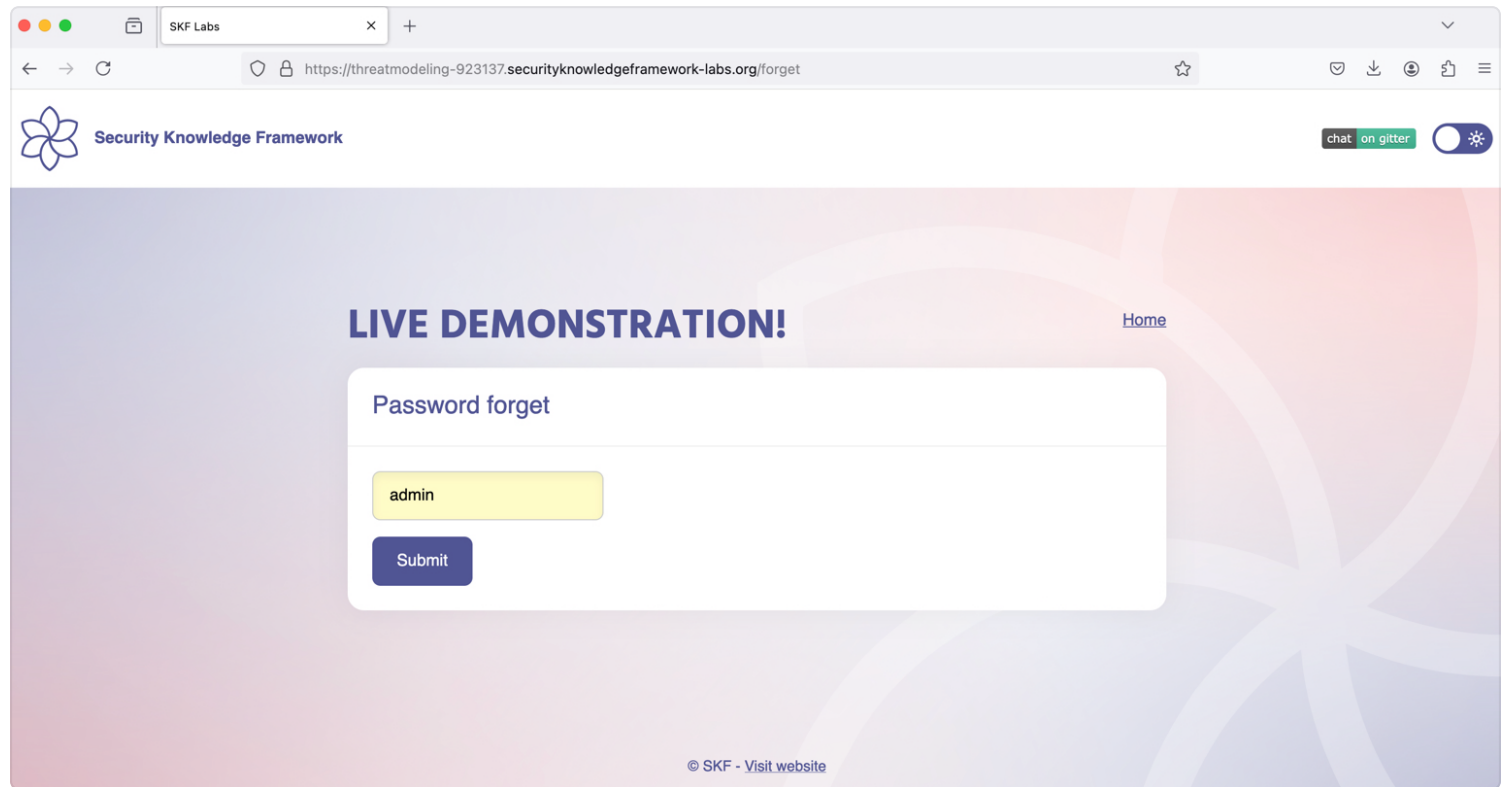 SKF Labs
https://threatmodeling-923137.securityknowledgeframework-labs.org/forget
Security Knowledge Framework
chat on gitter
LIVE DEMONSTRATION!
Home
Password forget
admin
Submit
© SKF - Visit website